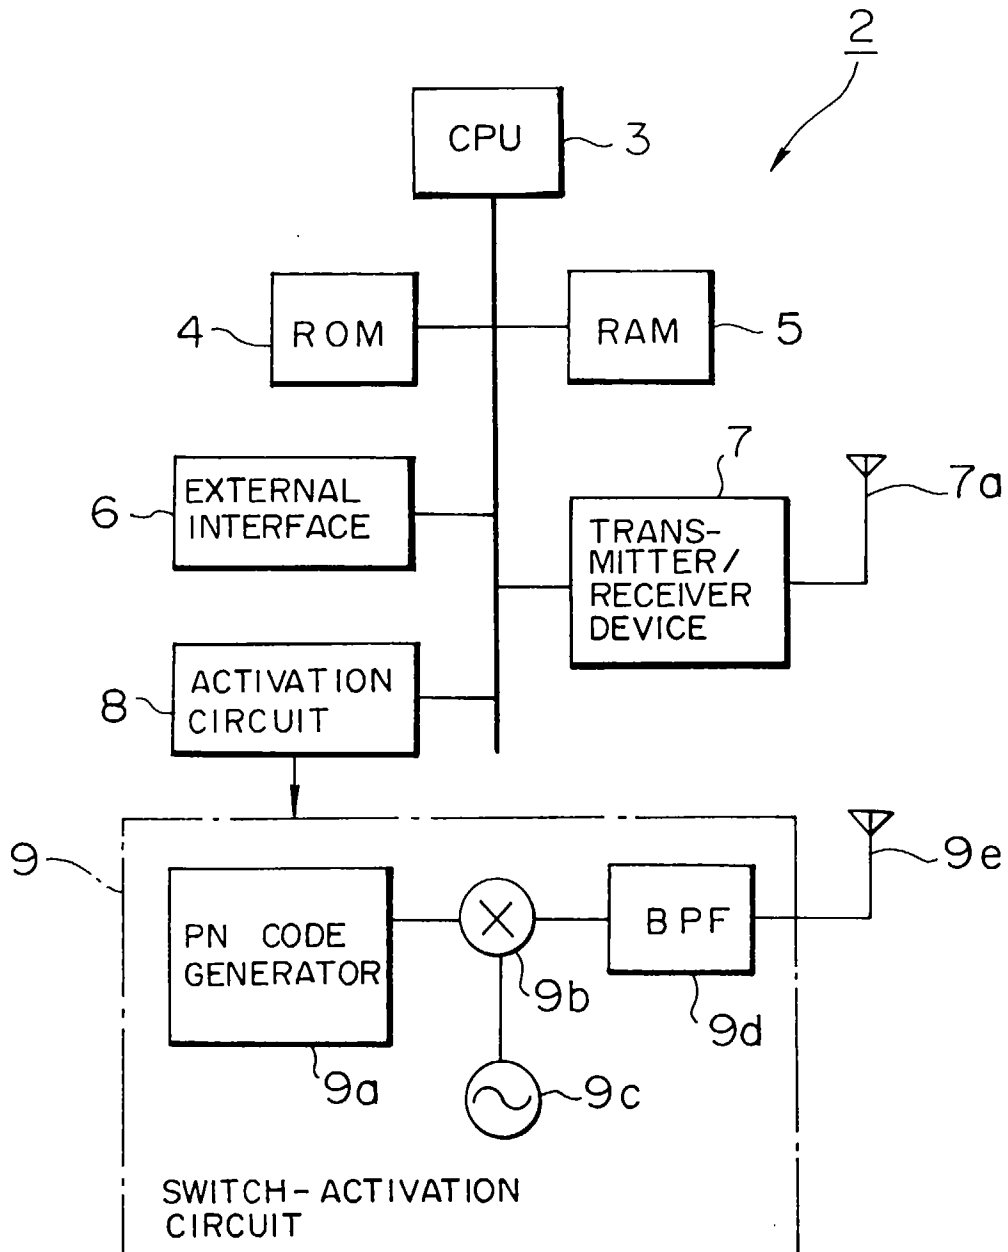 2
CPU
3
4
ROM
RAM
5
7
7a
6
EXTERNAL
INTERFACE
TRANS-
MITTER/
RECEIVER
DEVICE
8
ACTIVATION
CIRCUIT
9
9e
PN CODE
GENERATOR
BPF
9b
9d
9a
9c
SWITCH-ACTIVATION
CIRCUIT